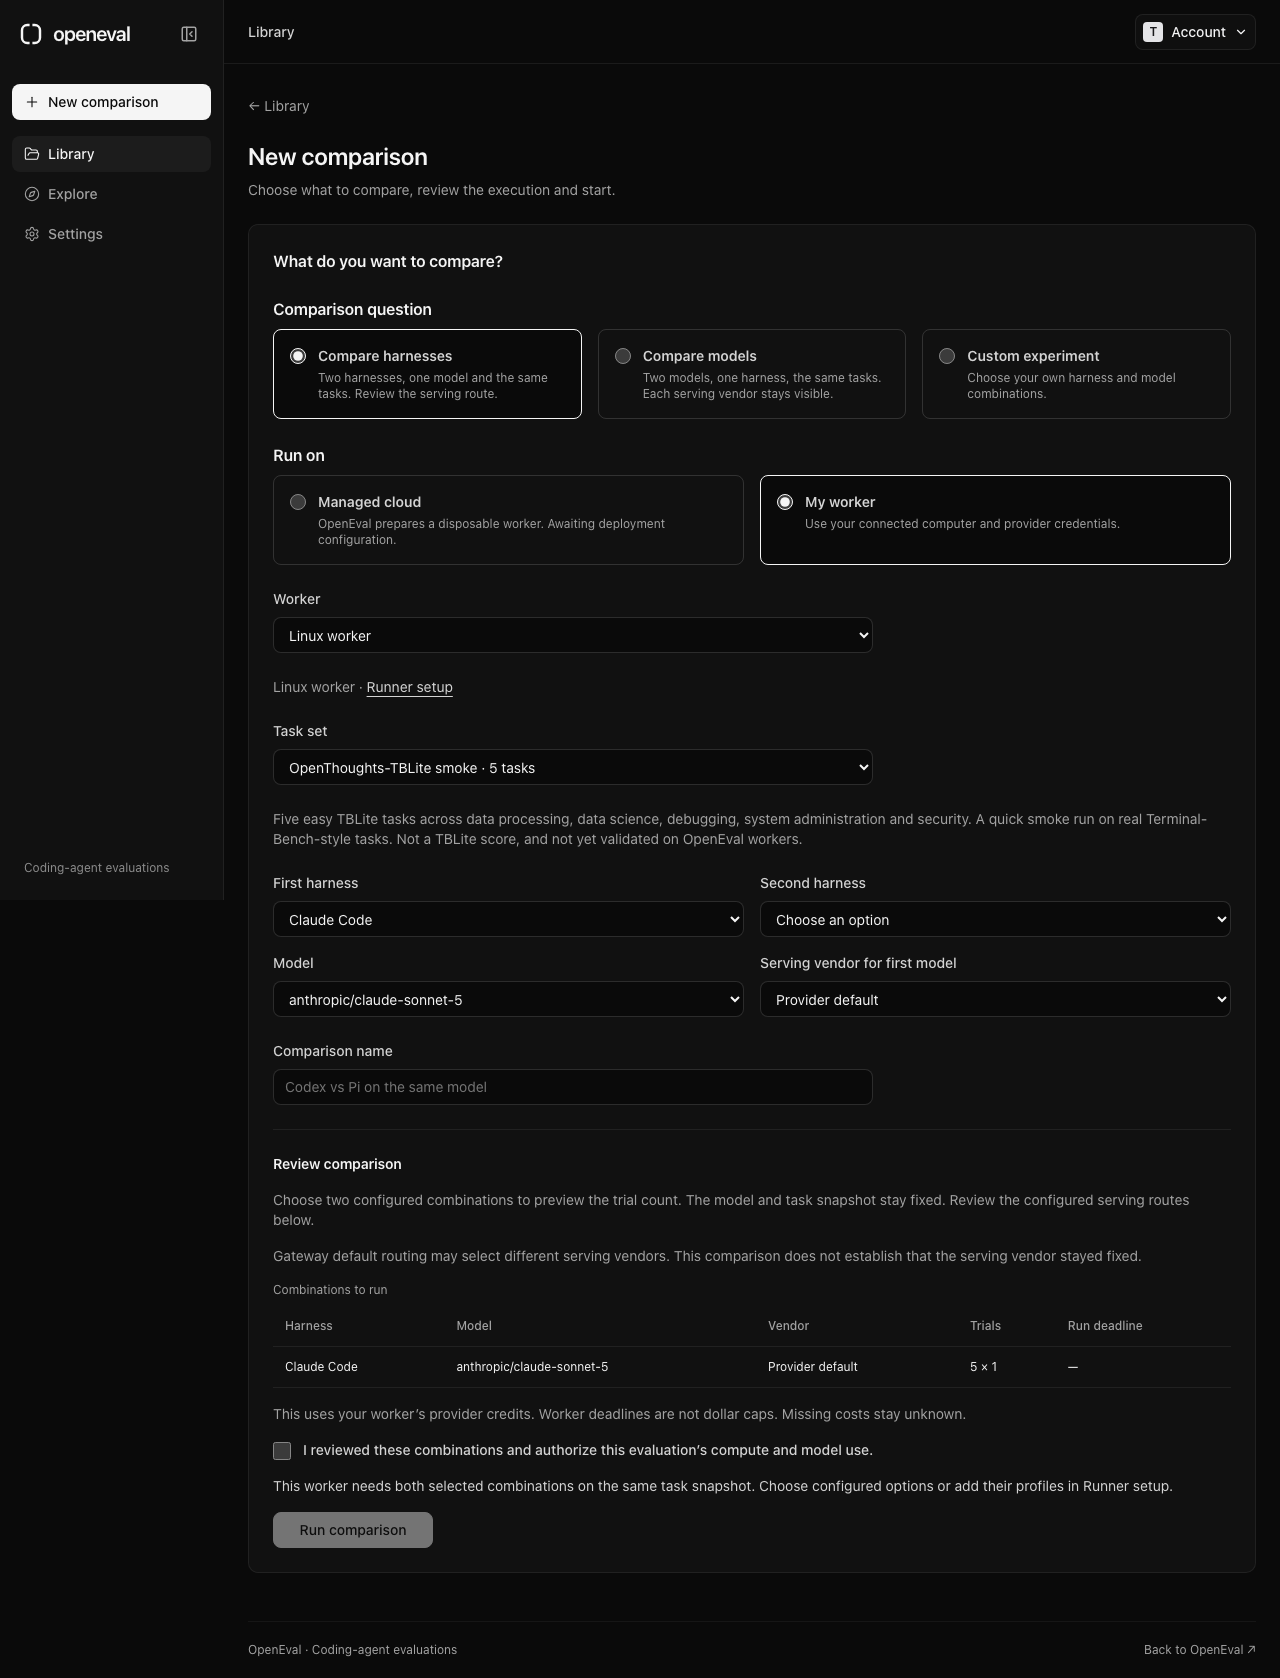 openeval
Library
T Account
New comparison
Library
Explore
Settings
Coding-agent evaluations
← Library
New comparison
Choose what to compare, review the execution and start.
What do you want to compare?
Comparison question
Compare harnesses
Two harnesses, one model and the same
tasks. Review the serving route.
Compare models
Two models, one harness, the same tasks.
Each serving vendor stays visible.
Custom experiment
Choose your own harness and model
combinations.
Run on
Managed cloud
OpenEval prepares a disposable worker. Awaiting deployment
configuration.
My worker
Use your connected computer and provider credentials.
Worker
Linux worker
Linux worker · Runner setup
Task set
OpenThoughts-TBLite smoke · 5 tasks
Five easy TBLite tasks across data processing, data science, debugging, system administration and security. A quick smoke run on real Terminal-
Bench-style tasks. Not a TBLite score, and not yet validated on OpenEval workers.
First harness
Claude Code
Second harness
Choose an option
Model
anthropic/claude-sonnet-5
Serving vendor for first model
Provider default
Comparison name
Codex vs Pi on the same model
Review comparison
Choose two configured combinations to preview the trial count. The model and task snapshot stay fixed. Review the configured serving routes
below.
Gateway default routing may select different serving vendors. This comparison does not establish that the serving vendor stayed fixed.
Combinations to run
Harness Model Vendor Trials Run deadline
Claude Code anthropic/claude-sonnet-5 Provider default 5 × 1 —
This uses your worker’s provider credits. Worker deadlines are not dollar caps. Missing costs stay unknown.
I reviewed these combinations and authorize this evaluation’s compute and model use.
This worker needs both selected combinations on the same task snapshot. Choose configured options or add their profiles in Runner setup.
Run comparison
OpenEval · Coding-agent evaluations
Back to OpenEval ↗